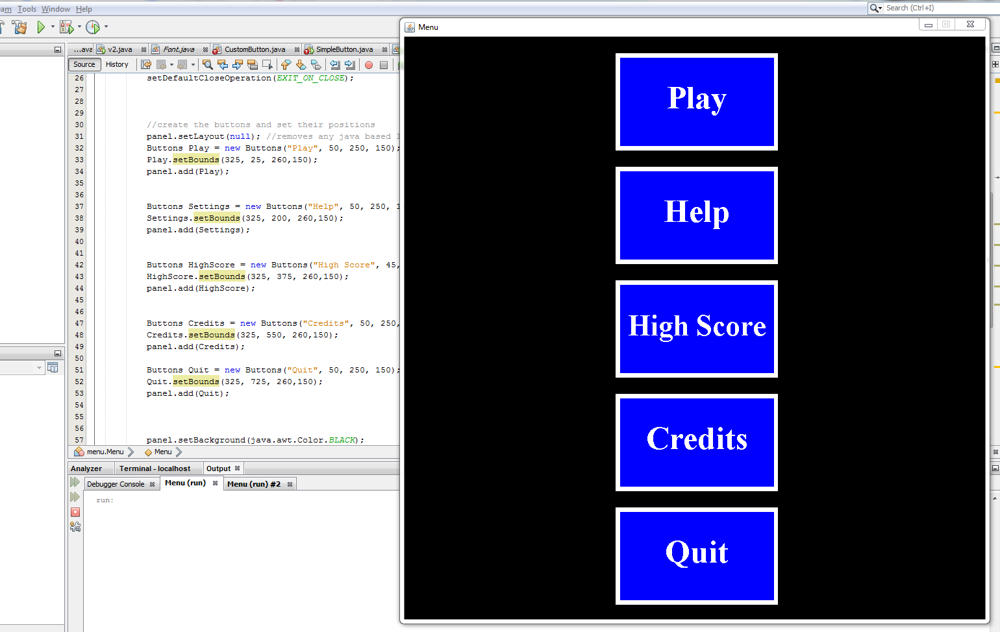 am Tools Window Help
Search (Ctrl+I)
Menu
...ava v2.java Font.java CustomButton.java SimpleButton.java
Source History
26 setDefaultCloseOperation(EXIT_ON_CLOSE);
27
28
29
30 //create the buttons and set their positions
31 panel.setLayout(null); //removes any java based l
32 Buttons Play = new Buttons("Play", 50, 250, 150);
33 Play.setBounds(325, 25, 260,150);
34 panel.add(Play);
35
36
37 Buttons Settings = new Buttons("Help", 50, 250, 1
38 Settings.setBounds(325, 200, 260,150);
39 panel.add(Settings);
40
41
42 Buttons HighScore = new Buttons("High Score", 45,
43 HighScore.setBounds(325, 375, 260,150);
44 panel.add(HighScore);
45
46
47 Buttons Credits = new Buttons("Credits", 50, 250,
48 Credits.setBounds(325, 550, 260,150);
49 panel.add(Credits);
50
51 Buttons Quit = new Buttons("Quit", 50, 250, 150);
52 Quit.setBounds(325, 725, 260,150);
53 panel.add(Quit);
54
55
56
57 panel.setBackground(java.awt.Color.BLACK);
menu.Menu Menu
Analyzer Terminal - localhost Output
Debugger Console Menu (run) Menu (run) #2
run:
Play
Help
High Score
Credits
Quit